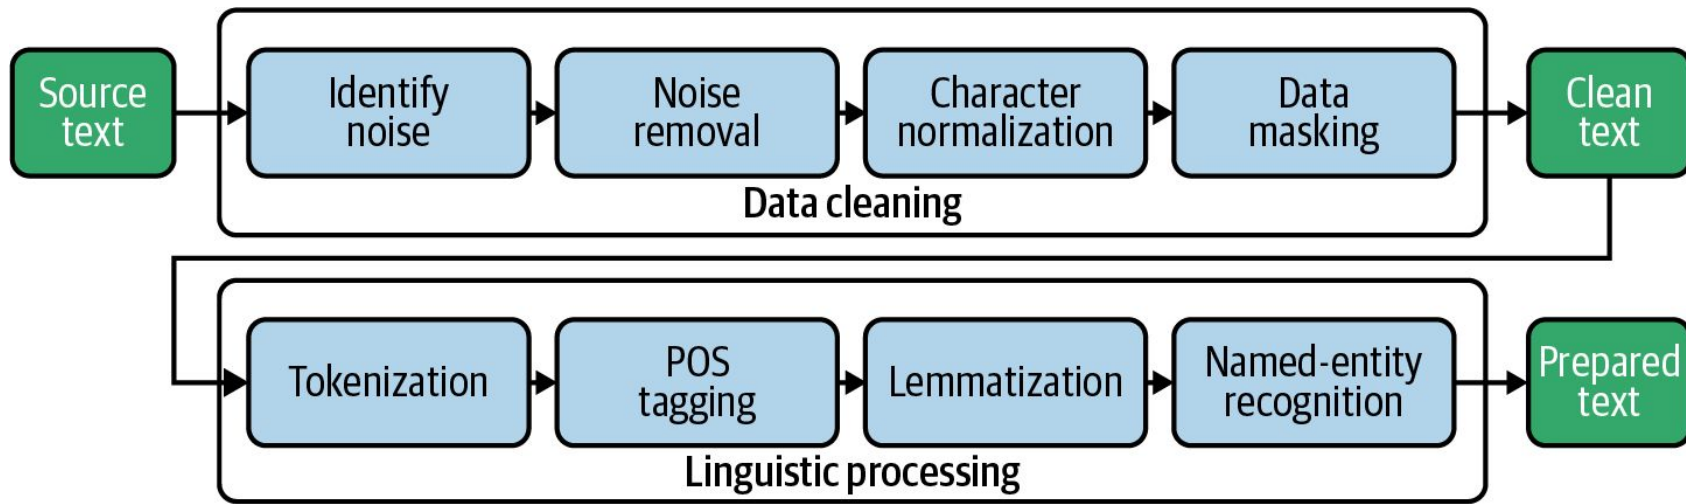 Source
text
Identify
noise
Noise
removal
Character
normalization
Data
masking
Clean
text
Data cleaning
Tokenization
POS
tagging
Lemmatization
Named-entity
recognition
Prepared
text
Linguistic processing